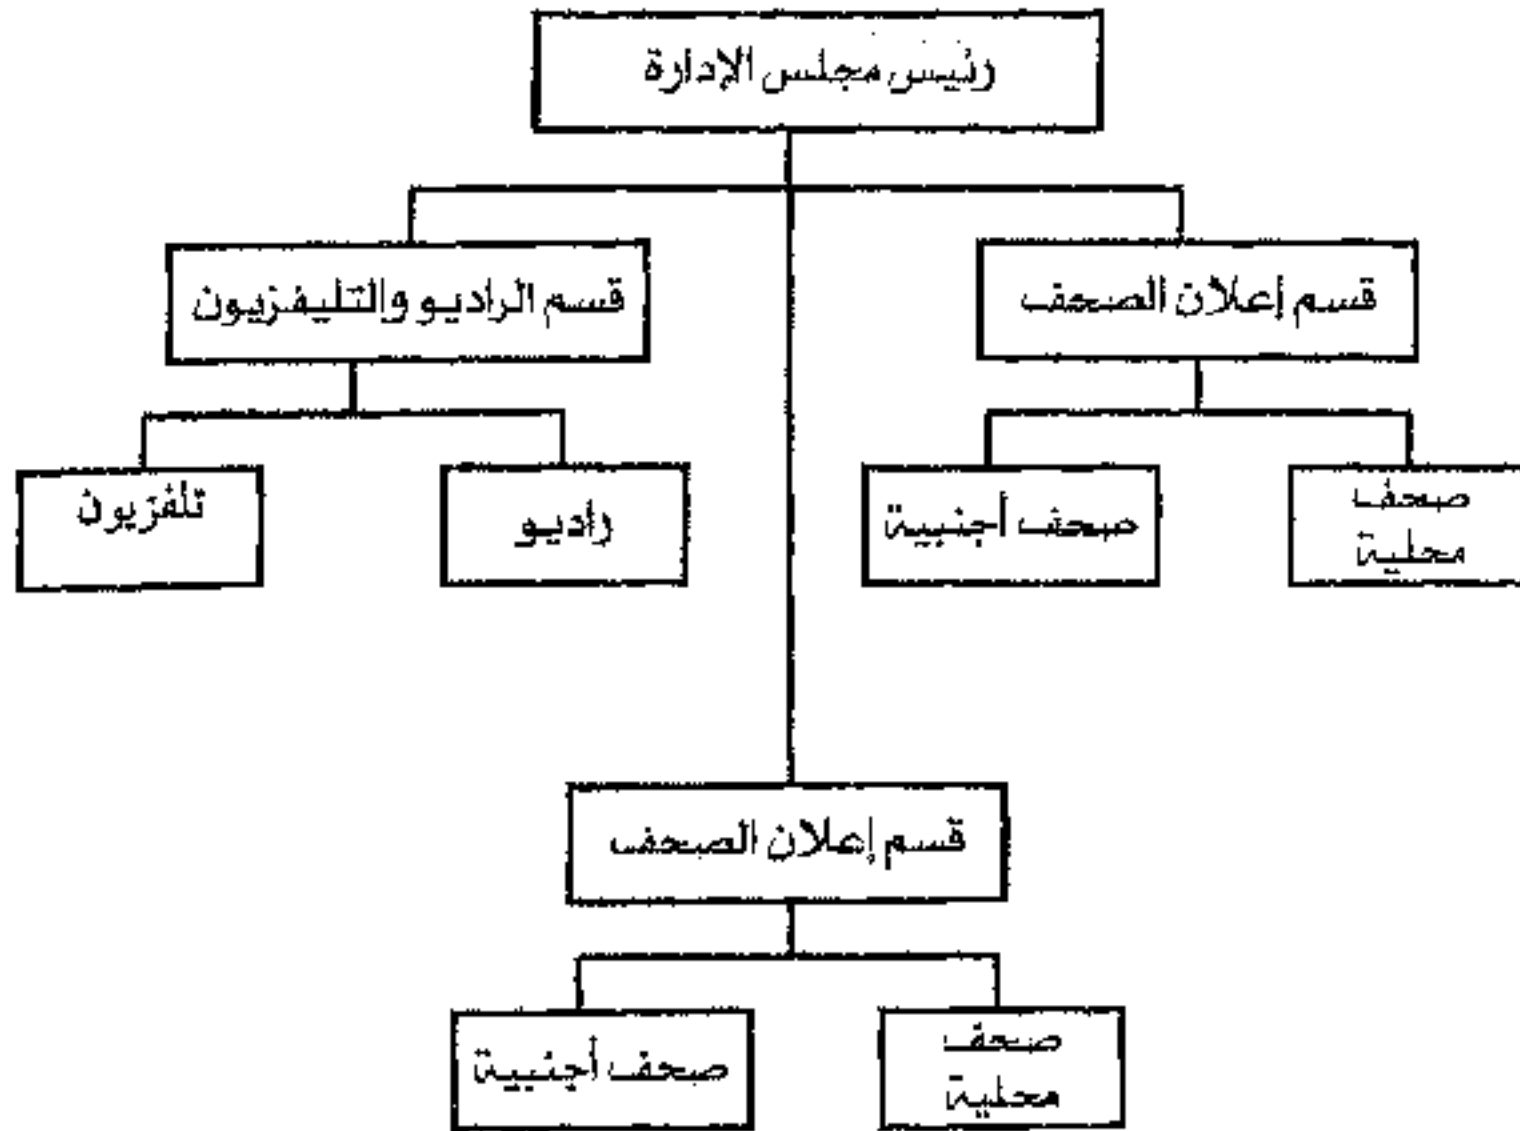 رئيس مجلس الإدارة
قسم إعلان الصحف
قسم الراديو والتليفزيون
صحف
محلية
صحف أجنبية
راديو
تلفزيون
قسم إعلان الصحف
صحف
محلية
صحف أجنبية